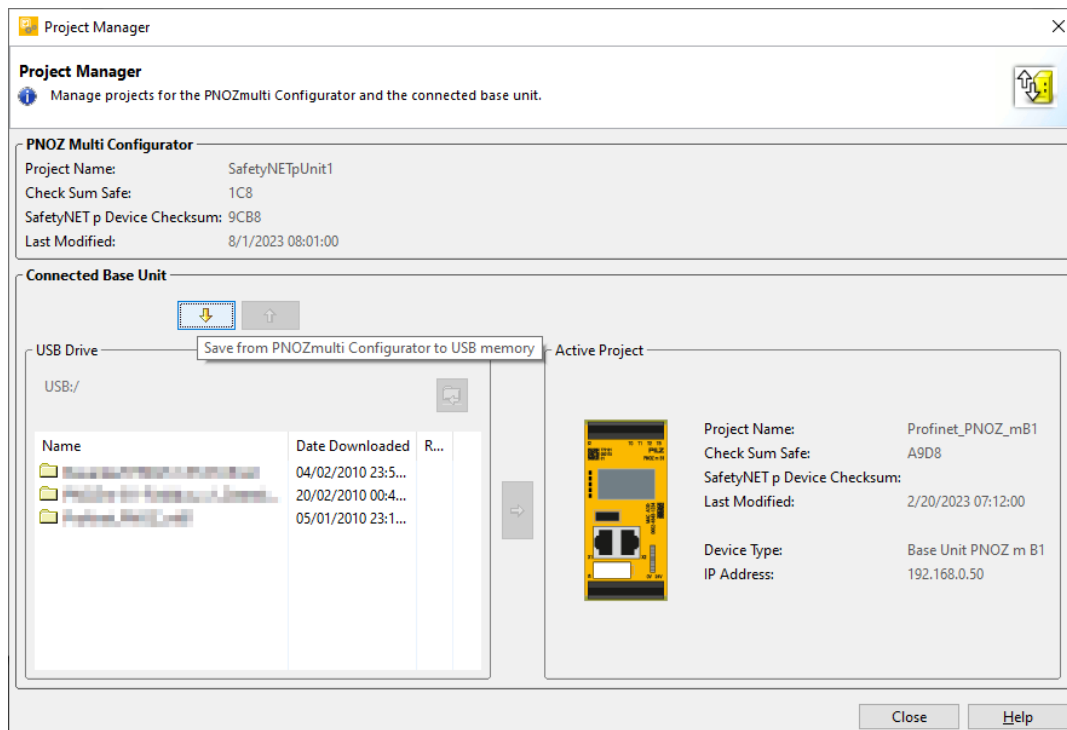 Project Manager
Project Manager
Manage projects for the PNOZmulti Configurator and the connected base unit.
PNOZ Multi Configurator
Project Name: SafetyNETpUnit1
Check Sum Safe: 1C8
SafetyNET p Device Checksum: 9CB8
Last Modified: 8/1/2023 08:01:00
Connected Base Unit
Save from PNOZmulti Configurator to USB memory
USB Drive
USB:/
Name Date Downloaded R...
04/02/2010 23:5...
20/02/2010 00:4...
05/01/2010 23:1...
Active Project
PILZ
Project Name: Profinet_PNOZ_mB1
Check Sum Safe: A9D8
SafetyNET p Device Checksum:
Last Modified: 2/20/2023 07:12:00
Device Type: Base Unit PNOZ m B1
IP Address: 192.168.0.50
Close Help